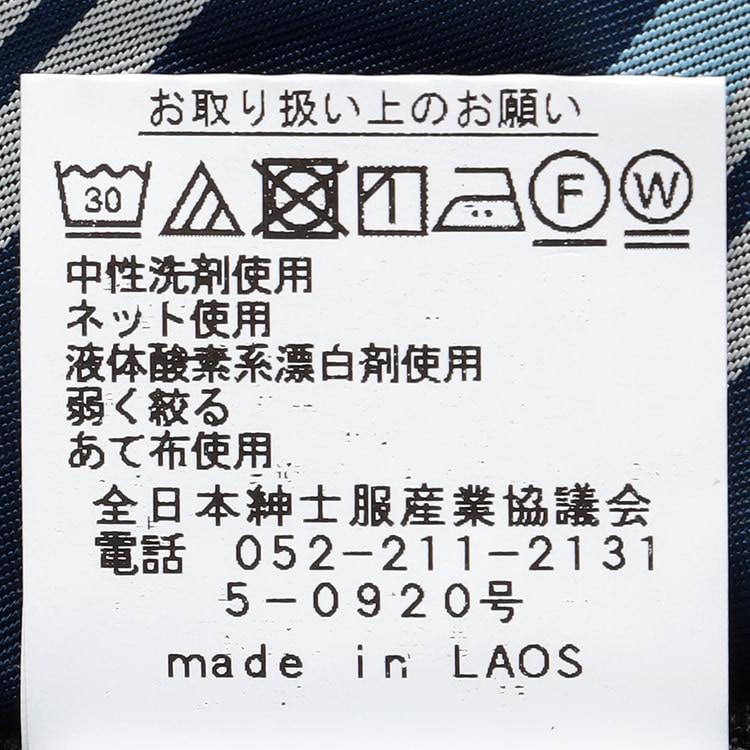 お取り扱い上のお願い
30 F W
中性洗剤使用
ネット使用
液体酸素系漂白剤使用
弱く絞る
あて布使用
全日本紳士服産業協議会
電話 052-211-2131
5-0920号
made in LAOS